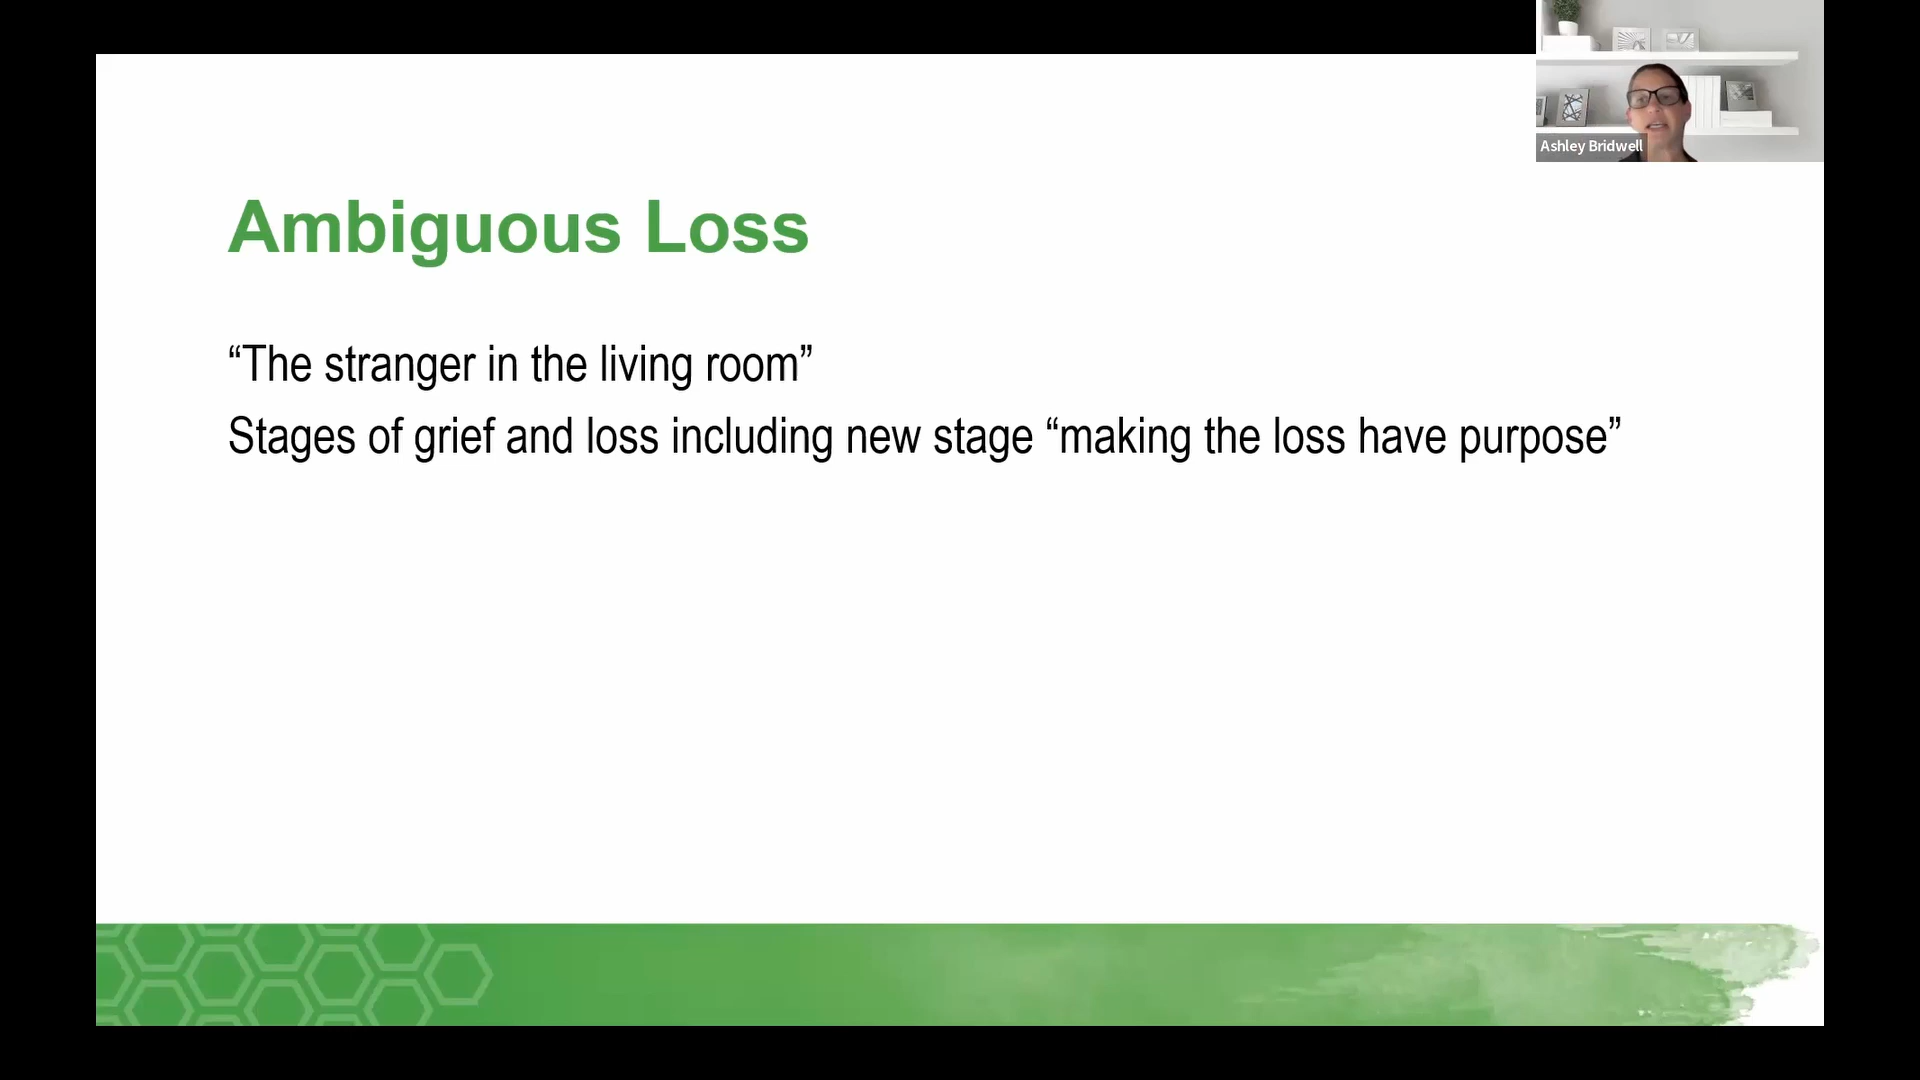 Ashley Bridwell
Ambiguous Loss
“The stranger in the living room”
Stages of grief and loss including new stage “making the loss have purpose”